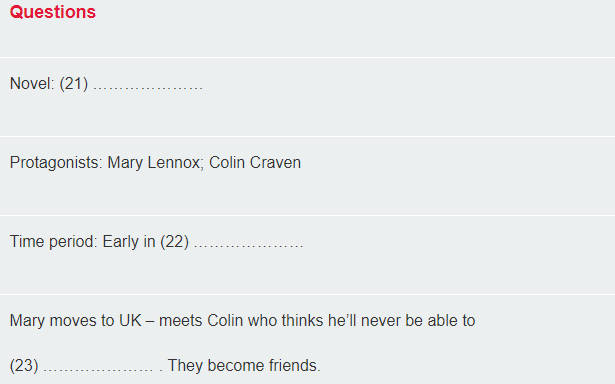 Questions
Novel: (21) …………………
Protagonists: Mary Lennox; Colin Craven
Time period: Early in (22) …………………
Mary moves to UK – meets Colin who thinks he’ll never be able to
(23) ………………… . They become friends.